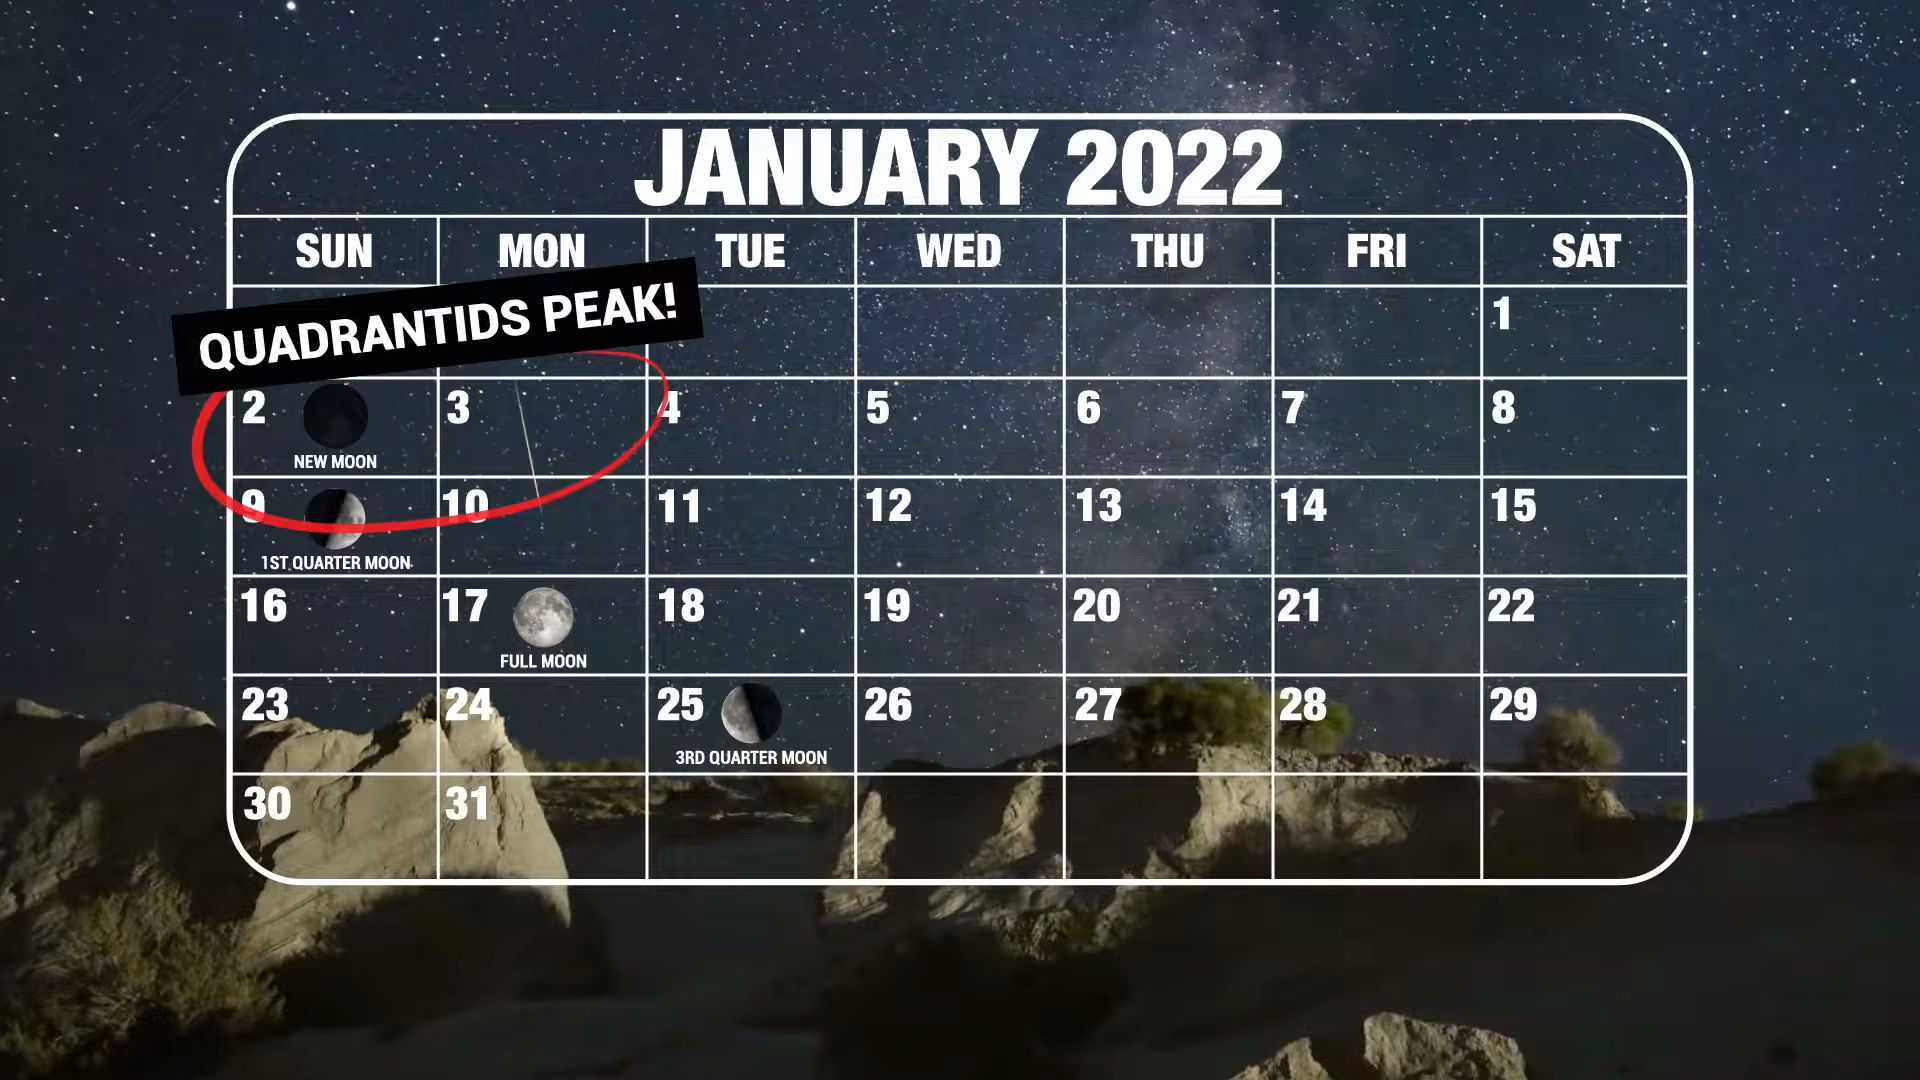 JANUARY 2022
SUN MON TUE WED THU FRI SAT
QUADRANTIDS PEAK!
1
2 3 4 5 6 7 8
NEW MOON
9 10 11 12 13 14 15
1ST QUARTER MOON
16 17 18 19 20 21 22
FULL MOON
23 24 25 26 27 28 29
3RD QUARTER MOON
30 31